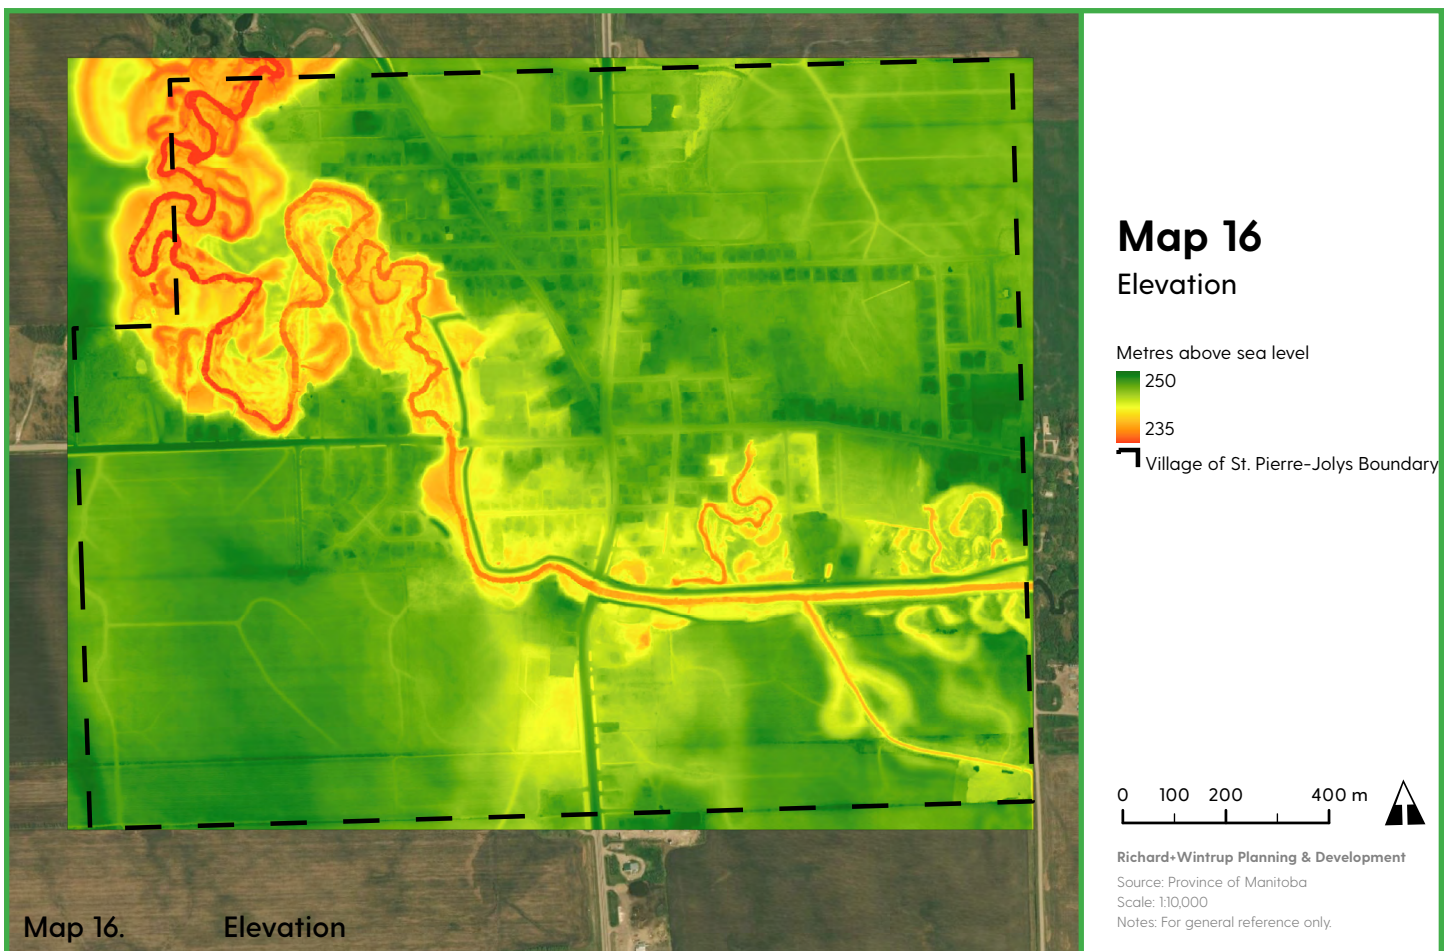 Map 16
Elevation
Metres above sea level
250
235
Village of St. Pierre-Jolys Boundary
0 100 200 400 m
Richard+Wintrup Planning & Development
Source: Province of Manitoba
Scale: 1:10,000
Notes: For general reference only.
Map 16. Elevation